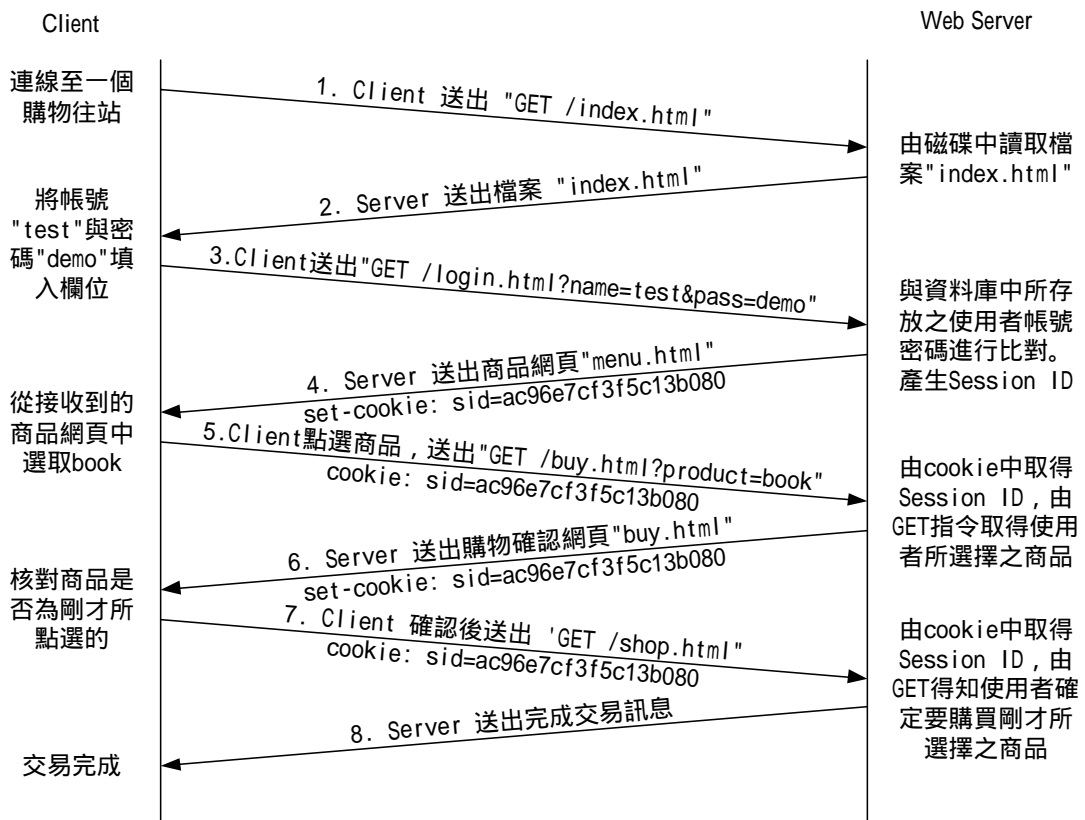 Client
Web Server
連線至一個
購物往站
1. Client 送出 "GET /index.html"
由磁碟中讀取檔
案"index.html"
2. Server 送出檔案 "index.html"
將帳號
"test"與密
碼"demo"填
入欄位
3.Client送出"GET /login.html?name=test&pass=demo"
與資料庫中所存
放之使用者帳號
密碼進行比對。
產生Session ID
4. Server 送出商品網頁"menu.html"
set-cookie: sid=ac96e7cf3f5c13b080
從接收到的
商品網頁中
選取book
5.Client點選商品，送出"GET /buy.html?product=book"
cookie: sid=ac96e7cf3f5c13b080
由cookie中取得
Session ID，由
GET指令取得使用
者所選擇之商品
6. Server 送出購物確認網頁"buy.html"
set-cookie: sid=ac96e7cf3f5c13b080
核對商品是
否為剛才所
點選的
7. Client 確認後送出 'GET /shop.html"
cookie: sid=ac96e7cf3f5c13b080
由cookie中取得
Session ID，由
GET得知使用者確
定要購買剛才所
選擇之商品
8. Server 送出完成交易訊息
交易完成